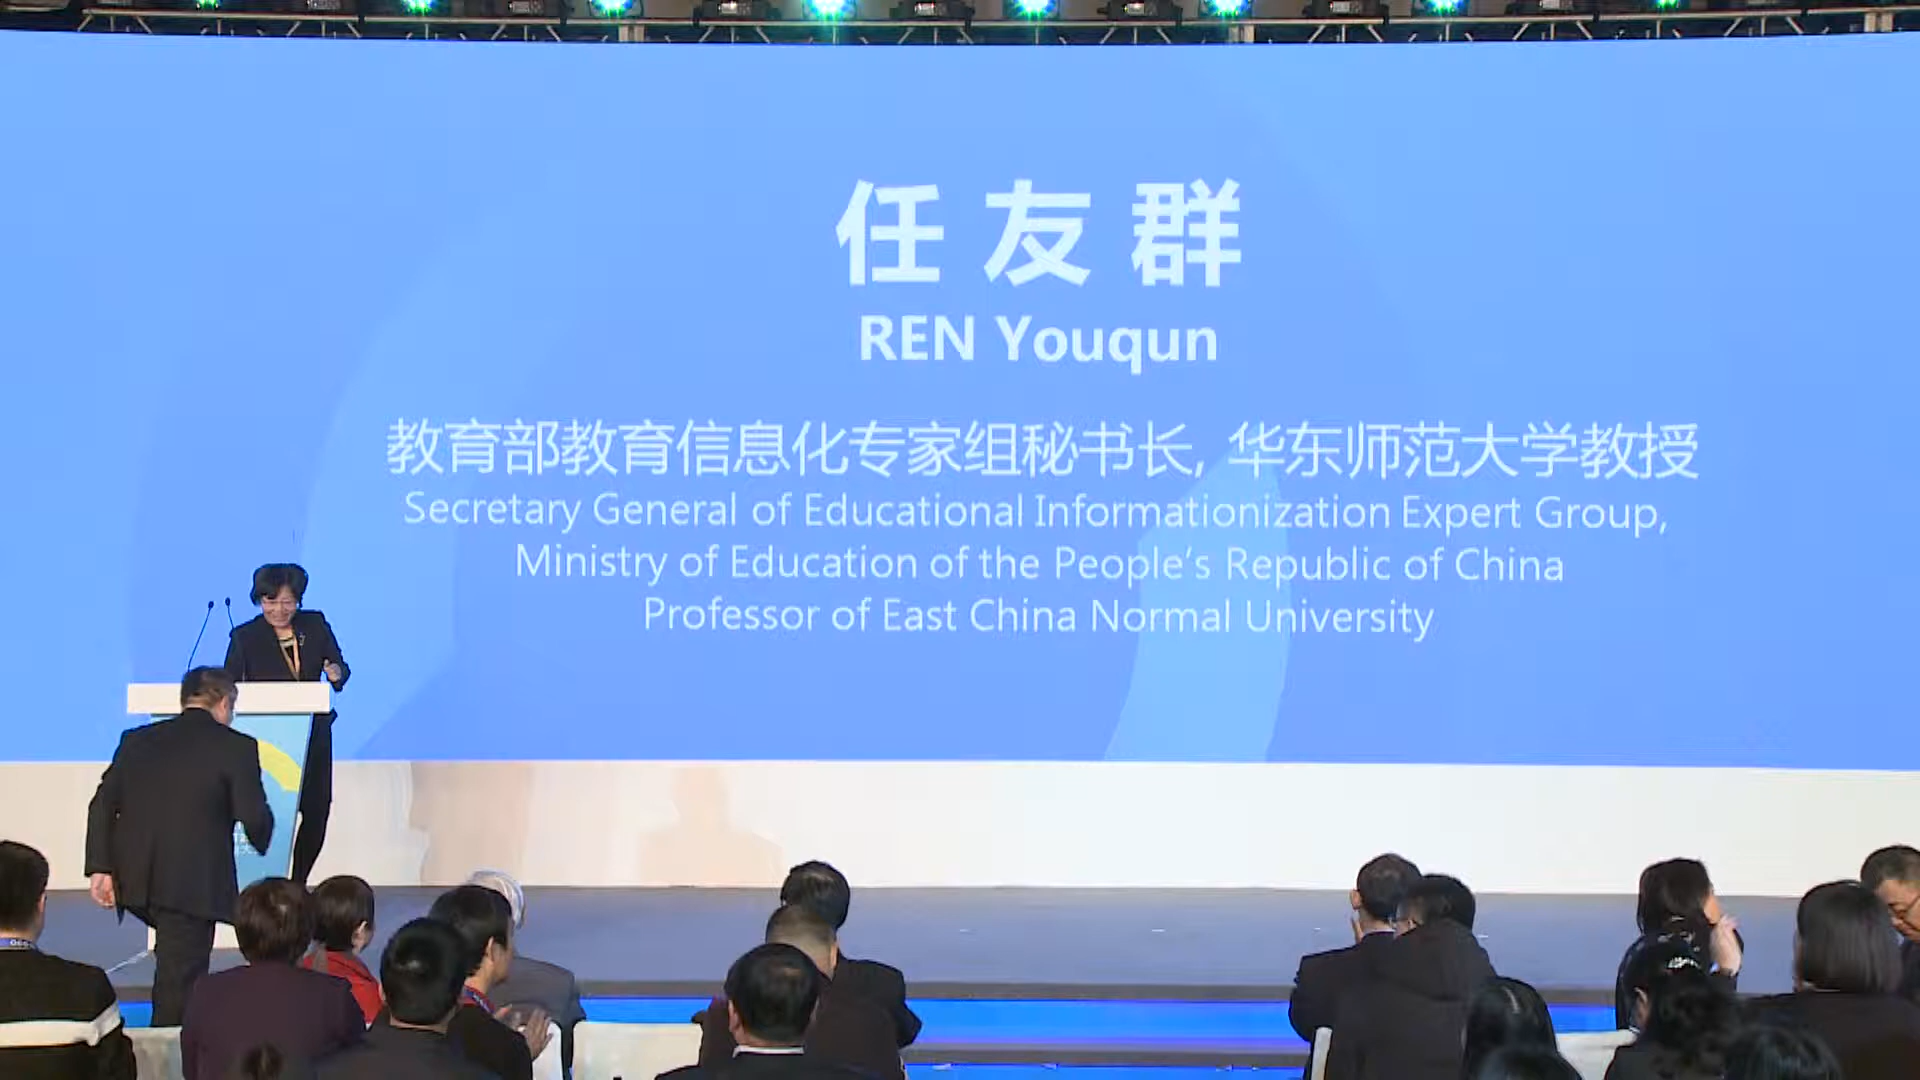 任友群
REN Youqun
教育部教育信息化专家组秘书长, 华东师范大学教授
Secretary General of Educational Informationization Expert Group,
Ministry of Education of the People's Republic of China
Professor of East China Normal University